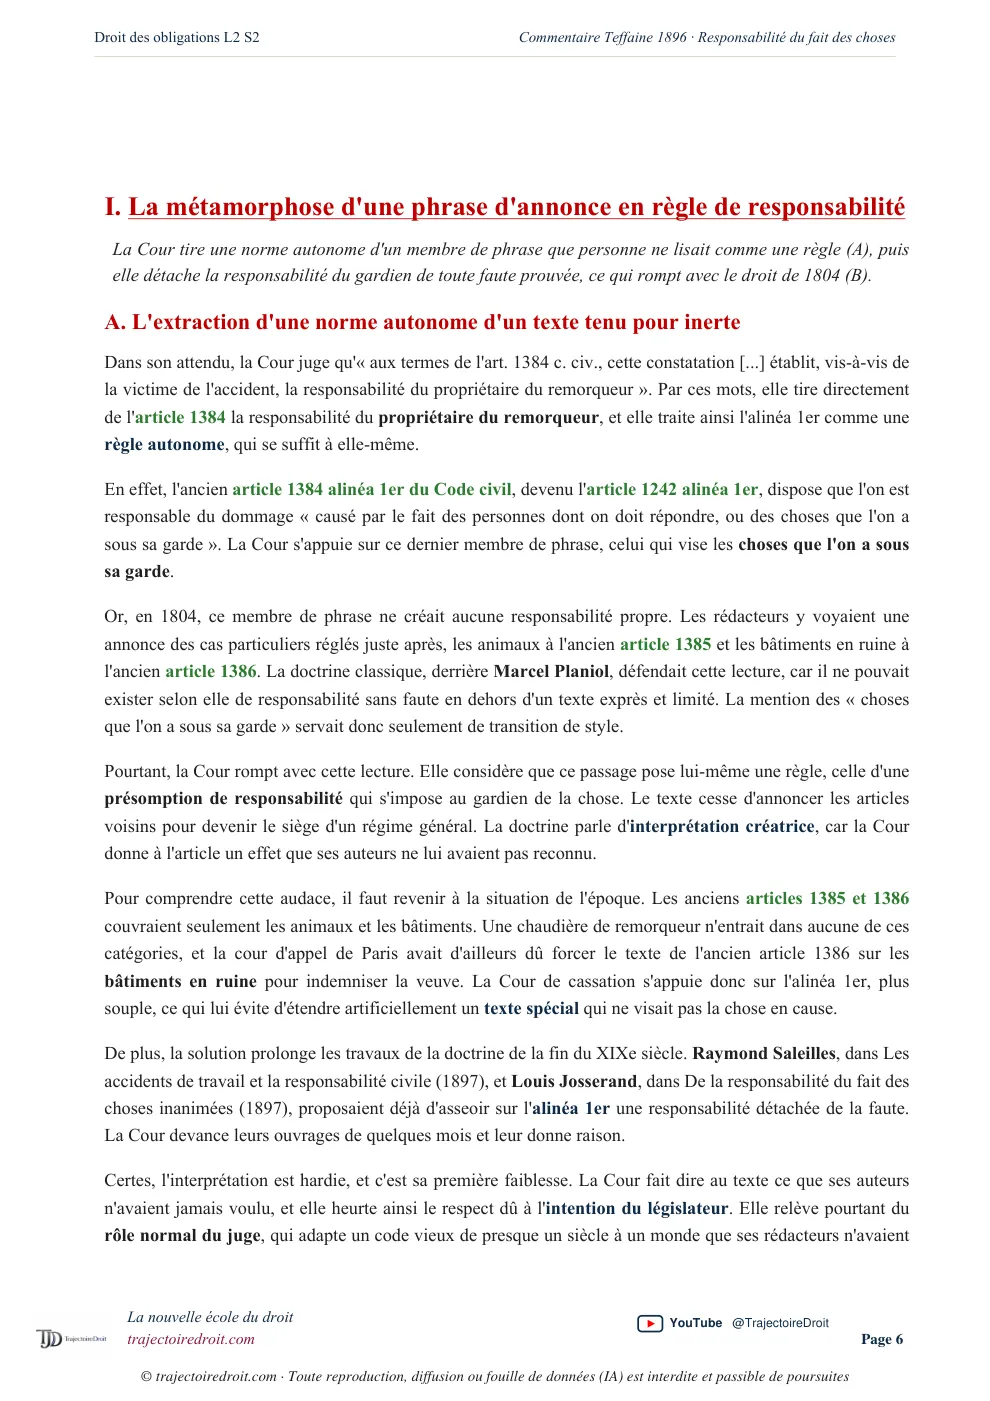 Droit des obligations L2 S2
Commentaire Teffaine 1896 · Responsabilité du fait des choses
I. La métamorphose d'une phrase d'annonce en règle de responsabilité
La Cour tire une norme autonome d'un membre de phrase que personne ne lisait comme une règle (A), puis
elle détache la responsabilité du gardien de toute faute prouvée, ce qui rompt avec le droit de 1804 (B).
A. L'extraction d'une norme autonome d'un texte tenu pour inerte
Dans son attendu, la Cour juge qu'« aux termes de l'art. 1384 c. civ., cette constatation [...] établit, vis-à-vis de
la victime de l'accident, la responsabilité du propriétaire du remorqueur ». Par ces mots, elle tire directement
de l'article 1384 la responsabilité du propriétaire du remorqueur, et elle traite ainsi l'alinéa 1er comme une
règle autonome, qui se suffit à elle-même.
En effet, l'ancien article 1384 alinéa 1er du Code civil, devenu l'article 1242 alinéa 1er, dispose que l'on est
responsable du dommage « causé par le fait des personnes dont on doit répondre, ou des choses que l'on a
sous sa garde ». La Cour s'appuie sur ce dernier membre de phrase, celui qui vise les choses que l'on a sous
sa garde.
Or, en 1804, ce membre de phrase ne créait aucune responsabilité propre. Les rédacteurs y voyaient une
annonce des cas particuliers réglés juste après, les animaux à l'ancien article 1385 et les bâtiments en ruine à
l'ancien article 1386. La doctrine classique, derrière Marcel Planiol, défendait cette lecture, car il ne pouvait
exister selon elle de responsabilité sans faute en dehors d'un texte exprès et limité. La mention des « choses
que l'on a sous sa garde » servait donc seulement de transition de style.
Pourtant, la Cour rompt avec cette lecture. Elle considère que ce passage pose lui-même une règle, celle d'une
présomption de responsabilité qui s'impose au gardien de la chose. Le texte cesse d'annoncer les articles
voisins pour devenir le siège d'un régime général. La doctrine parle d'interprétation créatrice, car la Cour
donne à l'article un effet que ses auteurs ne lui avaient pas reconnu.
Pour comprendre cette audace, il faut revenir à la situation de l'époque. Les anciens articles 1385 et 1386
couvraient seulement les animaux et les bâtiments. Une chaudière de remorqueur n'entrait dans aucune de ces
catégories, et la cour d'appel de Paris avait d'ailleurs dû forcer le texte de l'ancien article 1386 sur les
bâtiments en ruine pour indemniser la veuve. La Cour de cassation s'appuie donc sur l'alinéa 1er, plus
souple, ce qui lui évite d'étendre artificiellement un texte spécial qui ne visait pas la chose en cause.
De plus, la solution prolonge les travaux de la doctrine de la fin du XIXe siècle. Raymond Saleilles, dans Les
accidents de travail et la responsabilité civile (1897), et Louis Josserand, dans De la responsabilité du fait des
choses inanimées (1897), proposaient déjà d'asseoir sur l'alinéa 1er une responsabilité détachée de la faute.
La Cour devance leurs ouvrages de quelques mois et leur donne raison.
Certes, l'interprétation est hardie, et c'est sa première faiblesse. La Cour fait dire au texte ce que ses auteurs
n'avaient jamais voulu, et elle heurte ainsi le respect dû à l'intention du législateur. Elle relève pourtant du
rôle normal du juge, qui adapte un code vieux de presque un siècle à un monde que ses rédacteurs n'avaient
TJD TrajectoireDroit
La nouvelle école du droit
trajectoiredroit.com
YouTube @TrajectoireDroit
Page 6
© trajectoiredroit.com · Toute reproduction, diffusion ou fouille de données (IA) est interdite et passible de poursuites